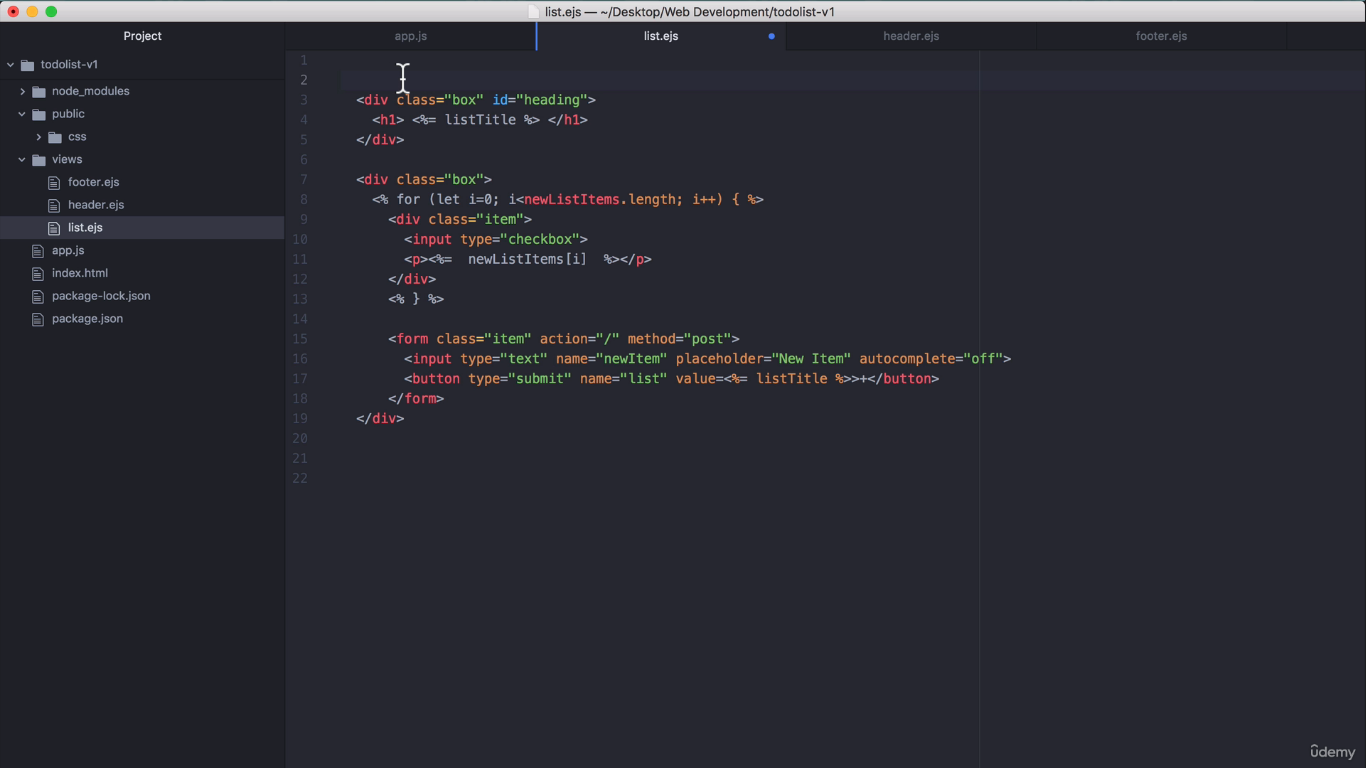 list.ejs — ~/Desktop/Web Development/todolist-v1
Project
app.js
list.ejs
header.ejs
footer.ejs
todolist-v1
node_modules
public
css
views
footer.ejs
header.ejs
list.ejs
app.js
index.html
package-lock.json
package.json
1
2
3 <div class="box" id="heading">
4 <h1> <%= listTitle %> </h1>
5 </div>
6
7 <div class="box">
8 <% for (let i=0; i<newListItems.length; i++) { %>
9 <div class="item">
10 <input type="checkbox">
11 <p><%=  newListItems[i]  %></p>
12 </div>
13 <% } %>
14
15 <form class="item" action="/" method="post">
16 <input type="text" name="newItem" placeholder="New Item" autocomplete="off">
17 <button type="submit" name="list" value=<%= listTitle %>>+</button>
18 </form>
19 </div>
20
21
22
ûdemy